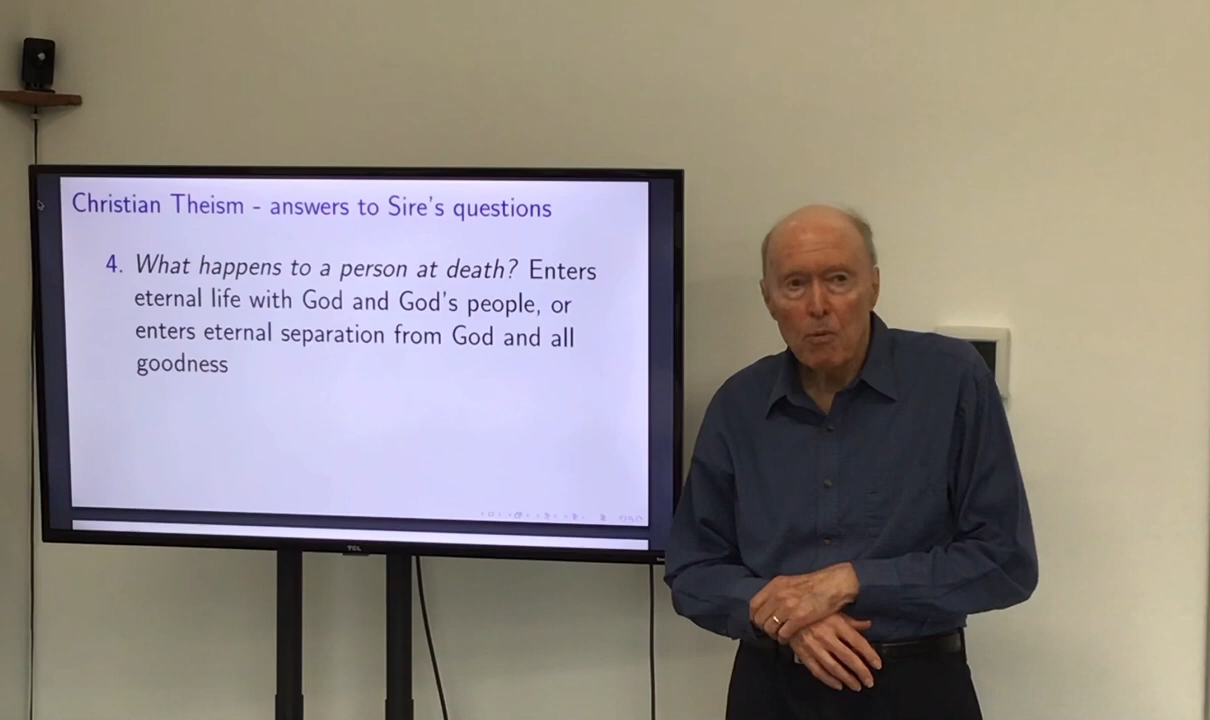 Christian Theism - answers to Sire's questions
4. What happens to a person at death? Enters
eternal life with God and God's people, or
enters eternal separation from God and all
goodness
TCL